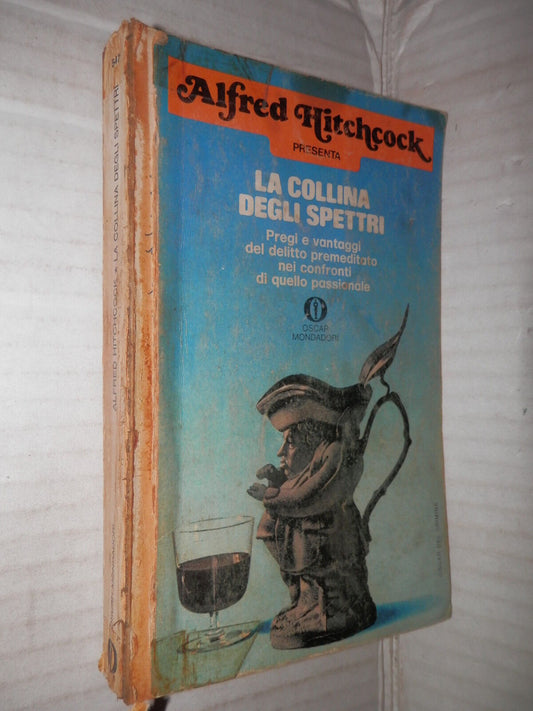 Alfred Hitchcock
PRESENTA
LA COLLINA
DEGLI SPETTRI
Pregi e vantaggi
del delitto premeditato
nei confronti
di quello passionale
OSCAR
MONDADORI
ALFRED HITCHCOCK • LA COLLINA DEGLI SPETTRI